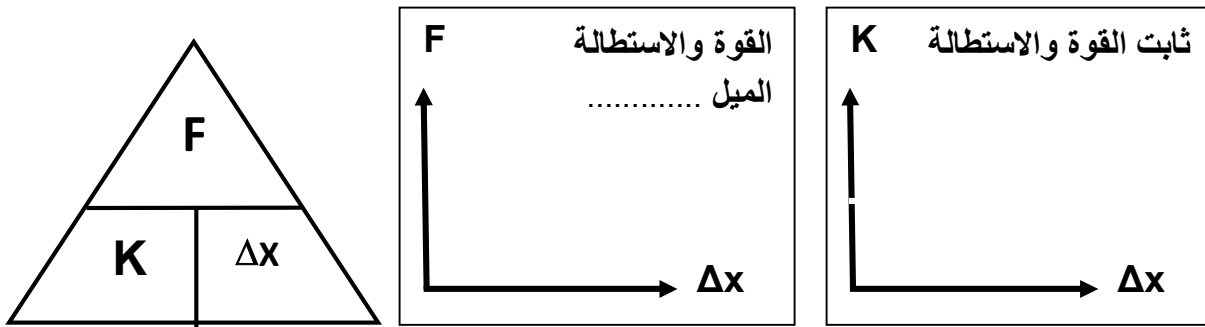 F
K ΔX
F القوة والاستطالة
الميل .............
Δx
K ثابت القوة والاستطالة
Δx